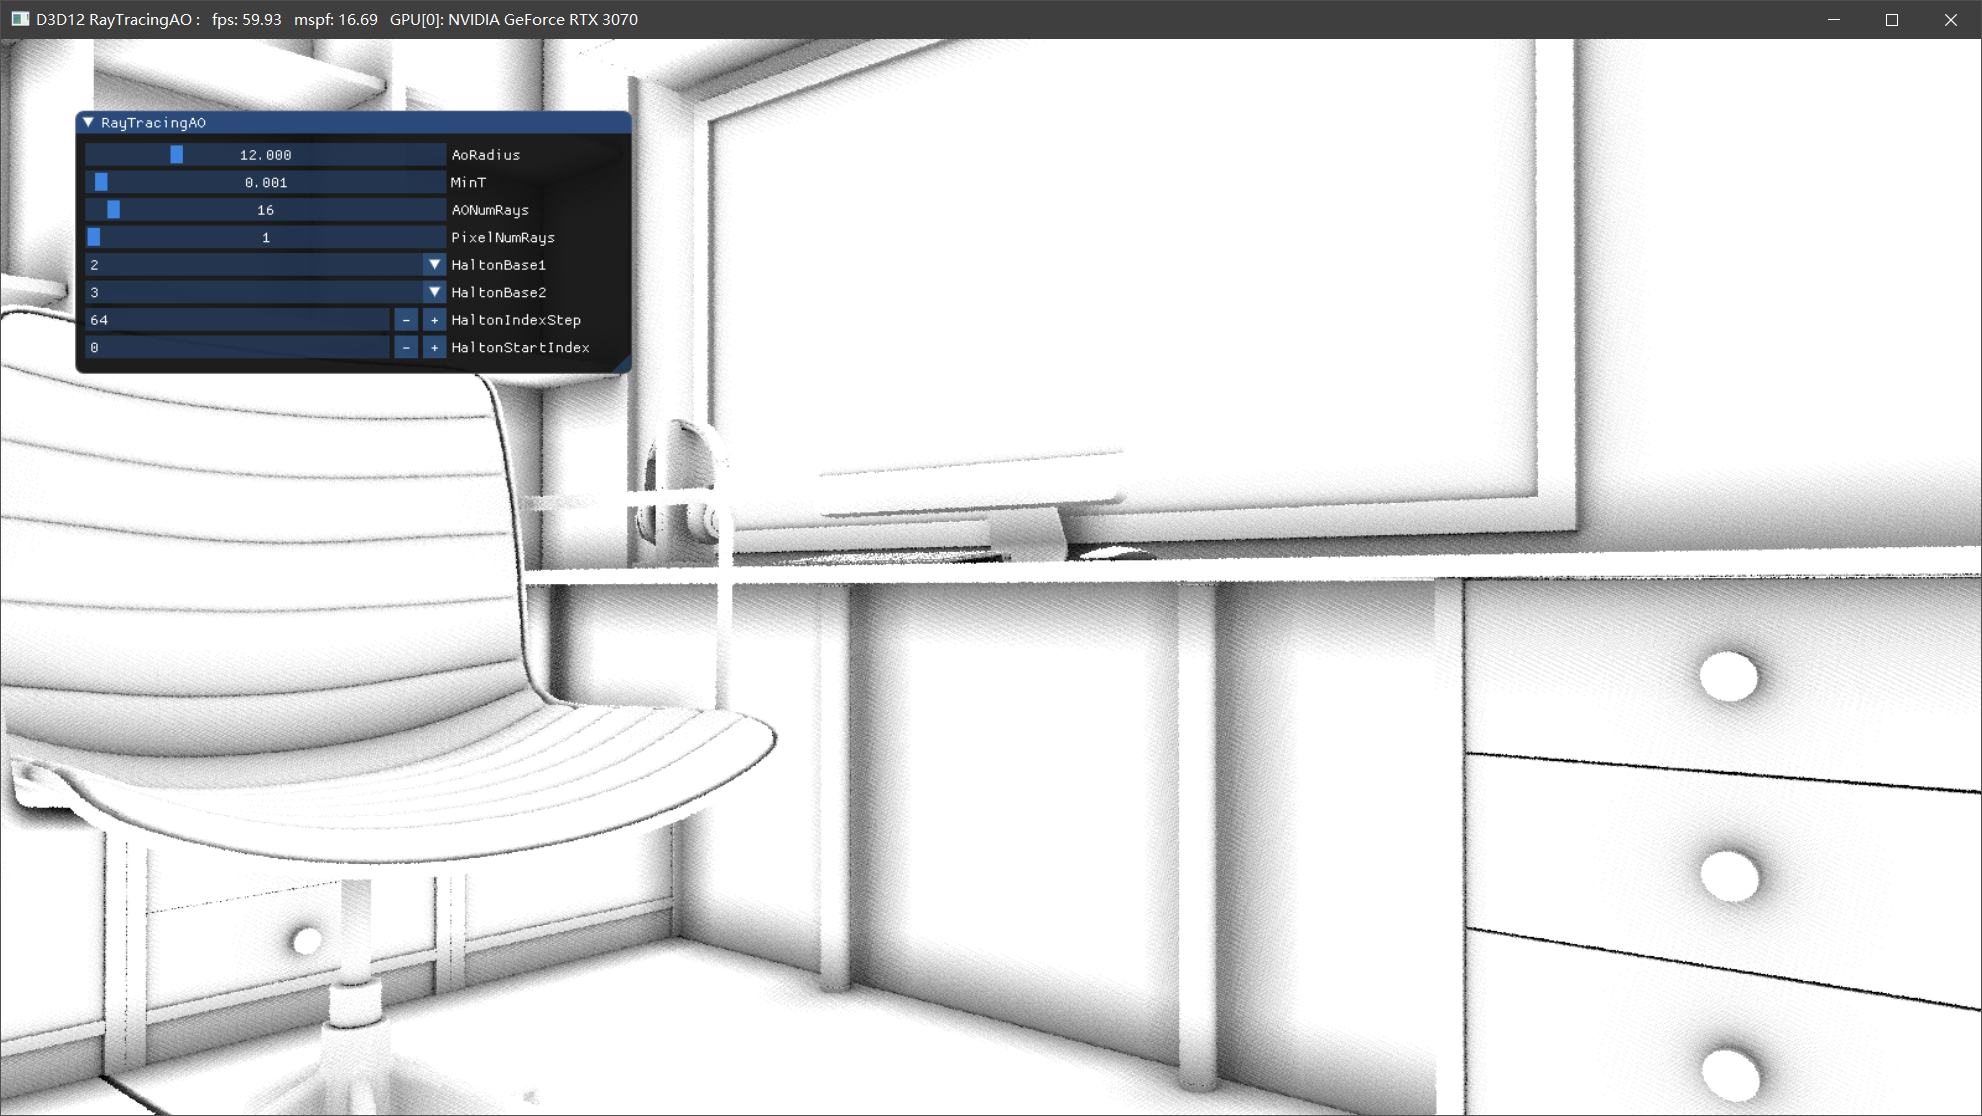 D3D12 RayTracingAO :   fps: 59.93   mspf: 16.69   GPU[0]: NVIDIA GeForce RTX 3070
RayTracingAO
12.000 AoRadius
0.001 MinT
16 AONumRays
1 PixelNumRays
2 HaltonBase1
3 HaltonBase2
64 - + HaltonIndexStep
0 - + HaltonStartIndex